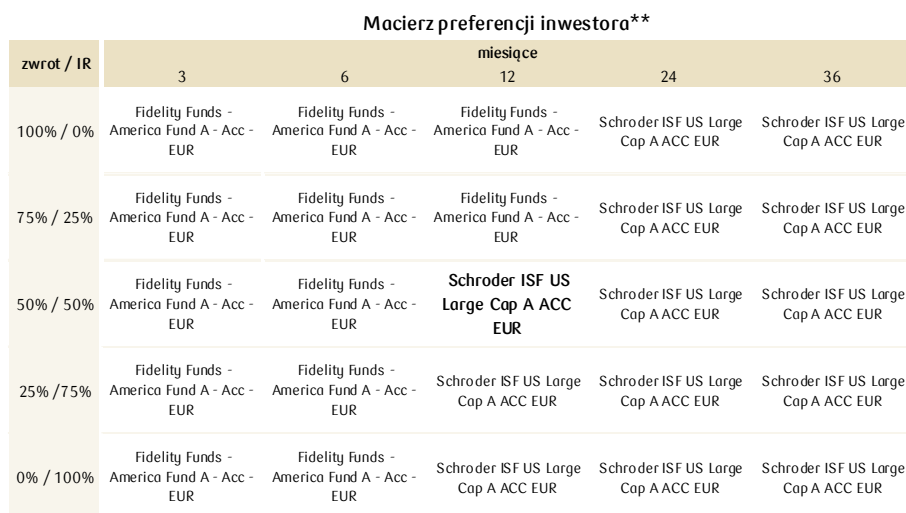 Macierz preferencji inwestora**
zwrot / IR
miesiące
3 6 12 24 36
100% / 0%
Fidelity Funds -
America Fund A - Acc -
EUR
Fidelity Funds -
America Fund A - Acc -
EUR
Fidelity Funds -
America Fund A - Acc -
EUR
Schroder ISF US Large
Cap A ACC EUR
Schroder ISF US Large
Cap A ACC EUR
75% / 25%
Fidelity Funds -
America Fund A - Acc -
EUR
Fidelity Funds -
America Fund A - Acc -
EUR
Fidelity Funds -
America Fund A - Acc -
EUR
Schroder ISF US Large
Cap A ACC EUR
Schroder ISF US Large
Cap A ACC EUR
50% / 50%
Fidelity Funds -
America Fund A - Acc -
EUR
Fidelity Funds -
America Fund A - Acc -
EUR
Schroder ISF US
Large Cap A ACC
EUR
Schroder ISF US Large
Cap A ACC EUR
Schroder ISF US Large
Cap A ACC EUR
25% /75%
Fidelity Funds -
America Fund A - Acc -
EUR
Fidelity Funds -
America Fund A - Acc -
EUR
Schroder ISF US Large
Cap A ACC EUR
Schroder ISF US Large
Cap A ACC EUR
Schroder ISF US Large
Cap A ACC EUR
0% / 100%
Fidelity Funds -
America Fund A - Acc -
EUR
Fidelity Funds -
America Fund A - Acc -
EUR
Schroder ISF US Large
Cap A ACC EUR
Schroder ISF US Large
Cap A ACC EUR
Schroder ISF US Large
Cap A ACC EUR